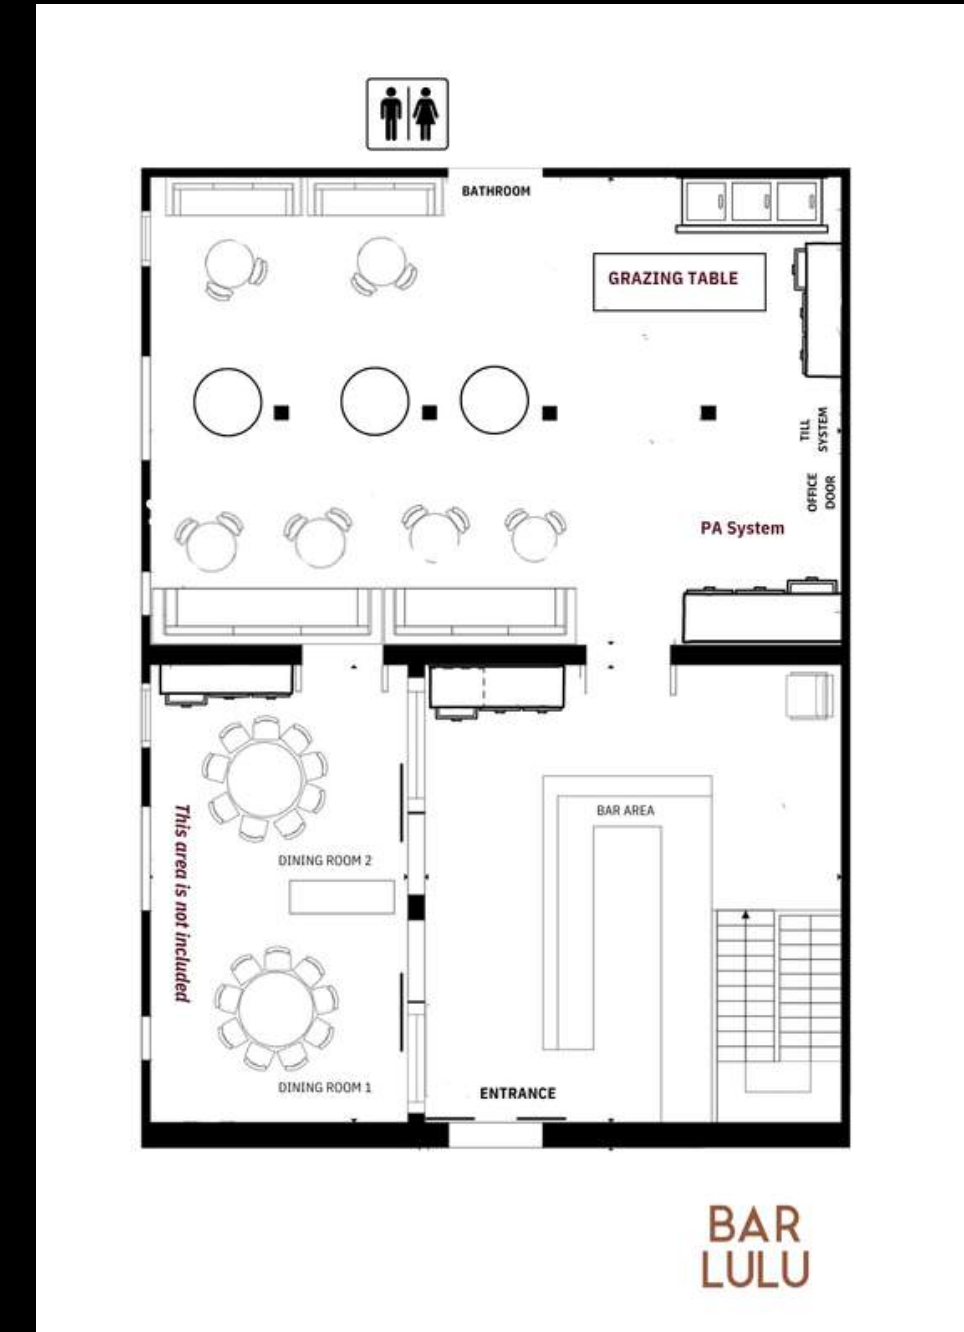 BATHROOM
GRAZING TABLE
TILL
SYSTEM
OFFICE
DOOR
PA System
BAR AREA
This area is not included
DINING ROOM 2
DINING ROOM 1
ENTRANCE
BAR
LULU